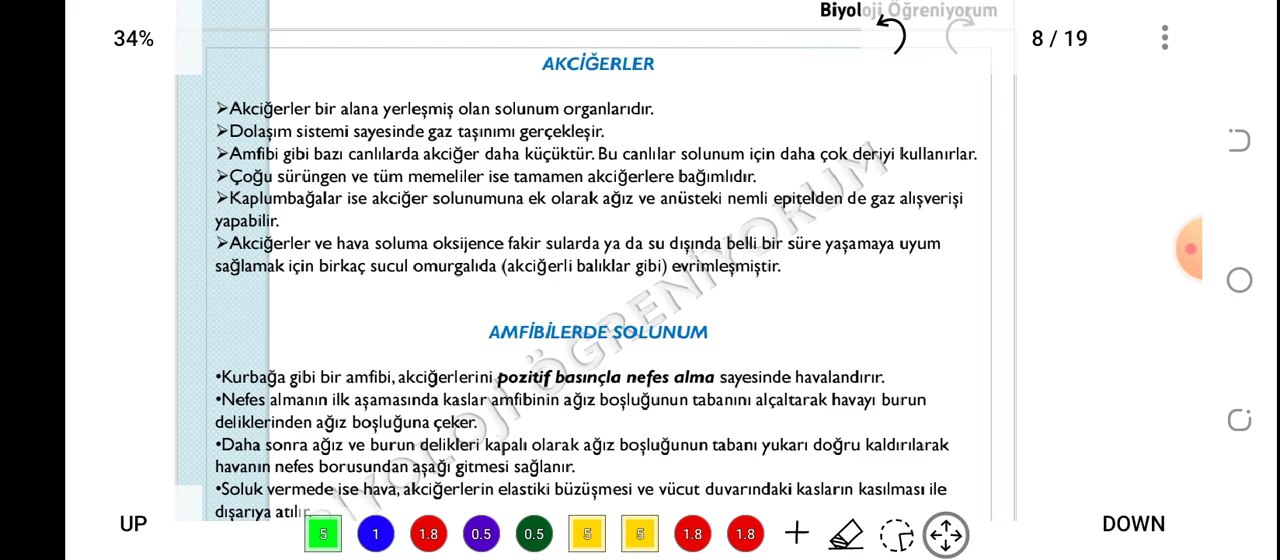 Biyoloji Öğreniyorum
34%
8 / 19
AKCİĞERLER
➢Akciğerler bir alana yerleşmiş olan solunum organlarıdır.
➢Dolaşım sistemi sayesinde gaz taşınımı gerçekleşir.
➢Amfibi gibi bazı canlılarda akciğer daha küçüktür. Bu canlılar solunum için daha çok deriyi kullanırlar.
➢Çoğu sürüngen ve tüm memeliler ise tamamen akciğerlere bağımlıdır.
➢Kaplumbağalar ise akciğer solunumuna ek olarak ağız ve anüsteki nemli epitelden de gaz alışverişi
yapabilir.
➢Akciğerler ve hava soluma oksijence fakir sularda ya da su dışında belli bir süre yaşamaya uyum
sağlamak için birkaç sucul omurgalıda (akciğerli balıklar gibi) evrimleşmiştir.
AMFİBİLERDE SOLUNUM
•Kurbağa gibi bir amfibi, akciğerlerini pozitif basınçla nefes alma sayesinde havalandırır.
•Nefes almanın ilk aşamasında kaslar amfibinin ağız boşluğunun tabanını alçaltarak havayı burun
deliklerinden ağız boşluğuna çeker.
•Daha sonra ağız ve burun delikleri kapalı olarak ağız boşluğunun tabanı yukarı doğru kaldırılarak
havanın nefes borusundan aşağı gitmesi sağlanır.
•Soluk vermede ise hava, akciğerlerin elastiki büzüşmesi ve vücut duvarındaki kasların kasılması ile
dışarıya atılır.
BİYOLOJİ ÖĞRENİYORUM
UP
5 1 1.8 0.5 0.5 5 5 1.8 1.8
DOWN